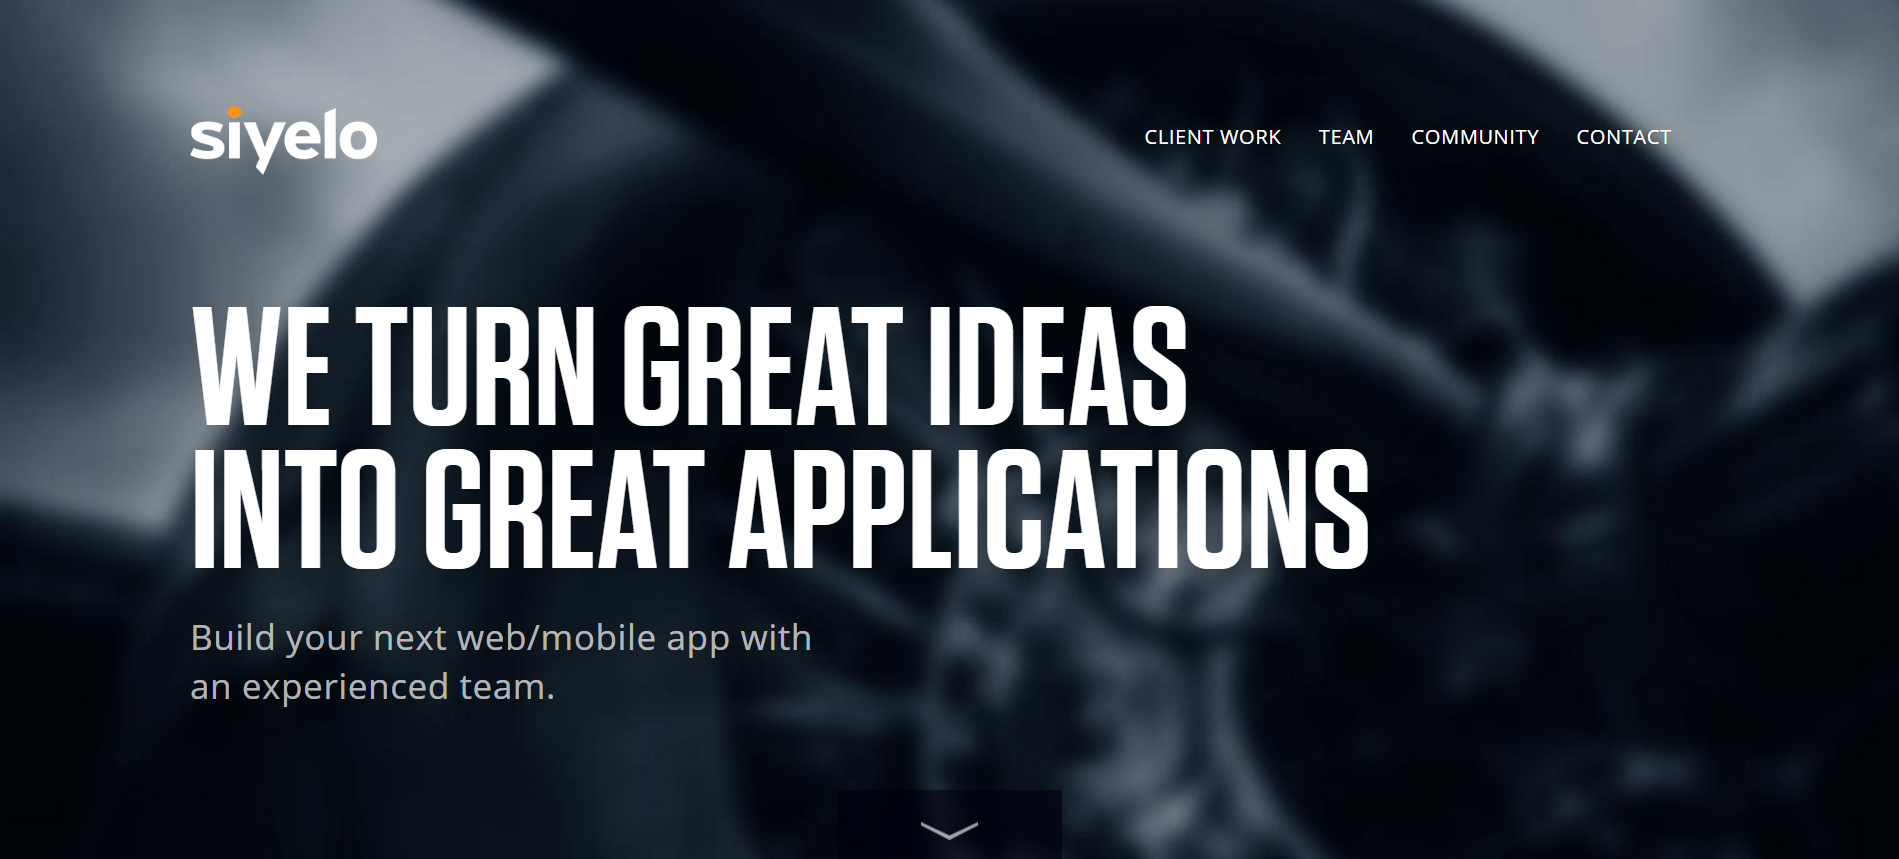 siyelo
CLIENT WORK TEAM COMMUNITY CONTACT
WE TURN GREAT IDEAS
INTO GREAT APPLICATIONS
Build your next web/mobile app with
an experienced team.